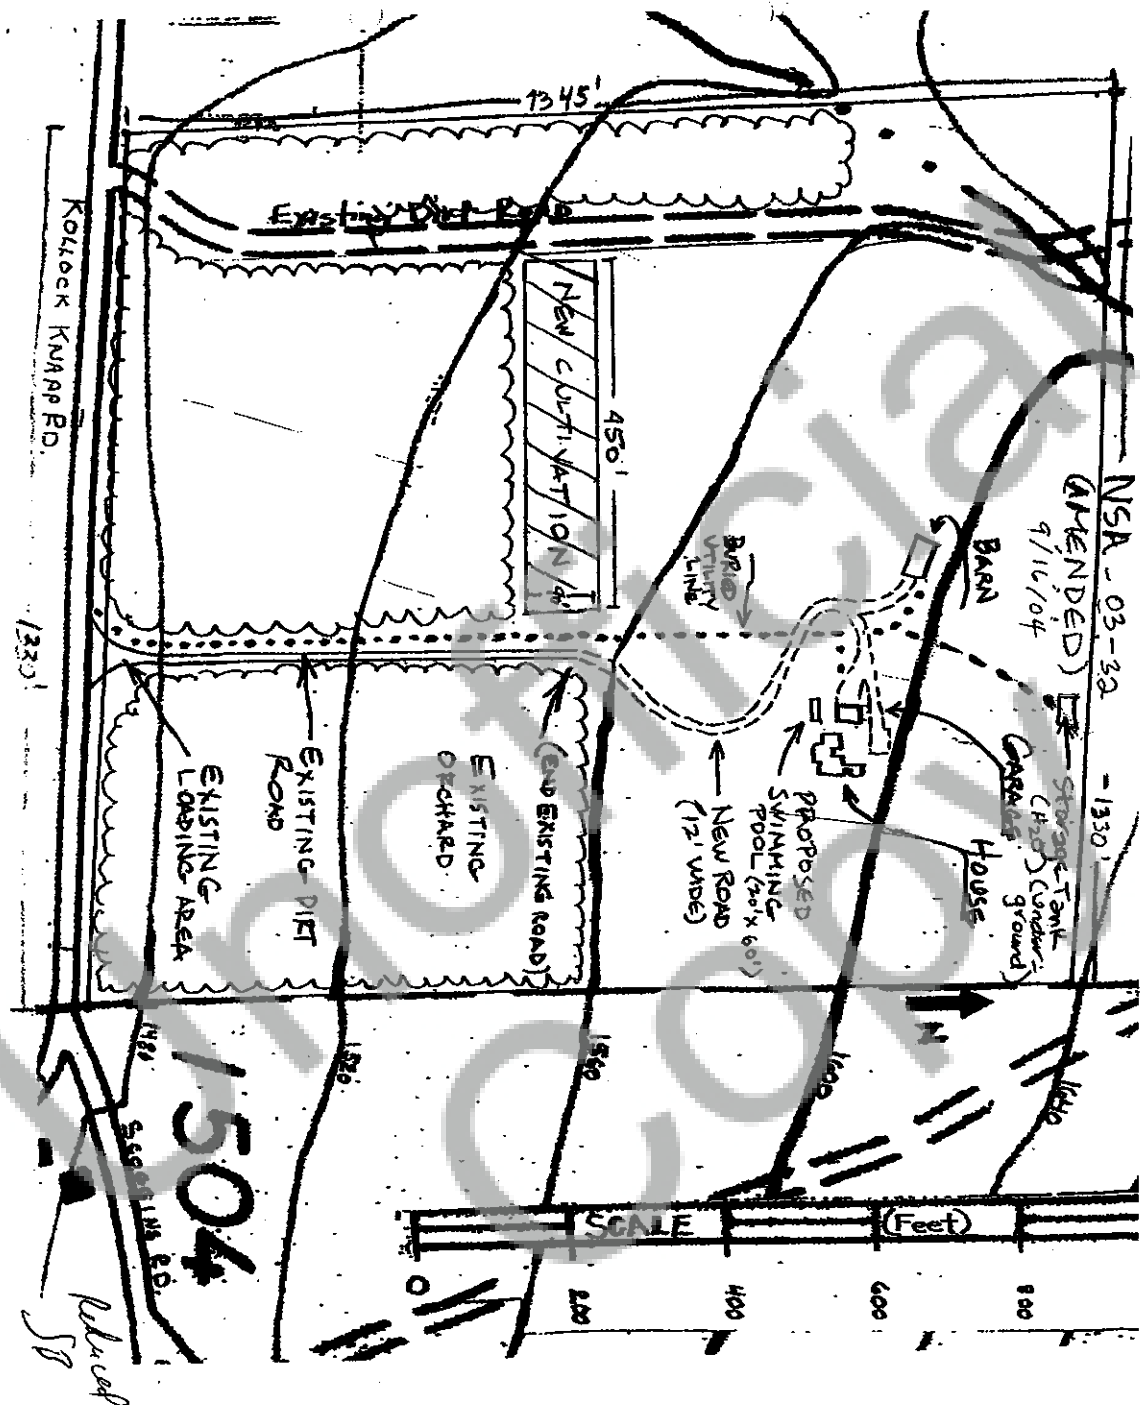 NSA-03-32
(AMENDED)
9/16/04
1345'
Existing Dirt Road
NEW CULTIVATION
450'
BURIED
UTILITY
LINE
BARN
Storage Tank
(H2O) (under-
ground)
GARAGE
HOUSE
1330'
PROPOSED
SWIMMING
POOL (20' x 60')
NEW ROAD
(12' WIDE)
(END EXISTING ROAD)
EXISTING
ORCHARD
EXISTING DIRT
ROAD
EXISTING
LOADING AREA
KOLLOCK KNAPP RD.
N
1480
1520
1560
1600
1640
504
RD.
SCALE (Feet)
0 200 400 600 800
Reduced
Unofficial
Copy